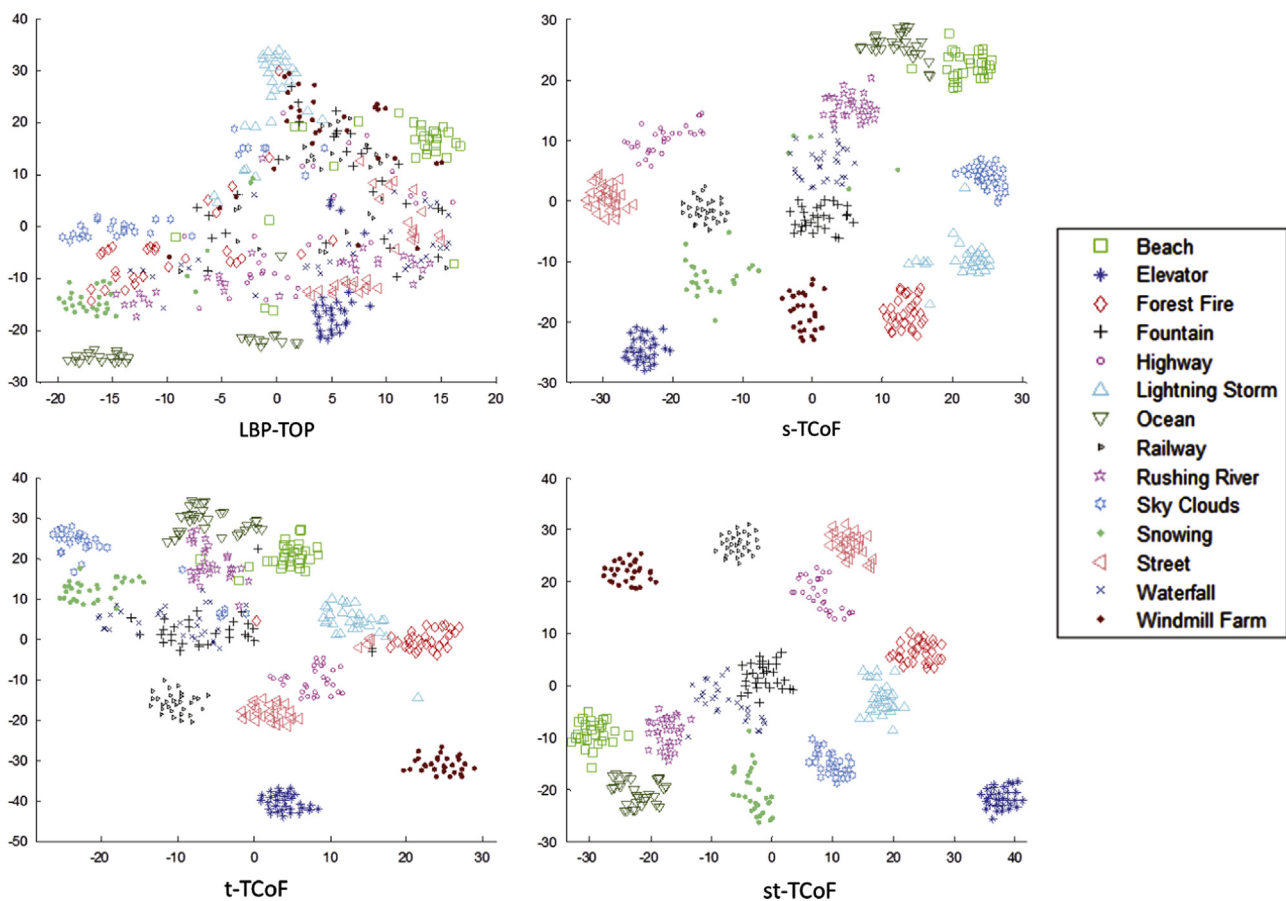 40
30
20
10
0
-10
-20
-30
-20 -15 -10 -5 0 5 10 15 20
LBP-TOP
30
20
10
0
-10
-20
-30
-30 -20 -10 0 10 20 30
s-TCoF
40
30
20
10
0
-10
-20
-30
-40
-50
-20 -10 0 10 20 30
t-TCoF
40
30
20
10
0
-10
-20
-30
-30 -20 -10 0 10 20 30 40
st-TCoF
Beach
Elevator
Forest Fire
Fountain
Highway
Lightning Storm
Ocean
Railway
Rushing River
Sky Clouds
Snowing
Street
Waterfall
Windmill Farm